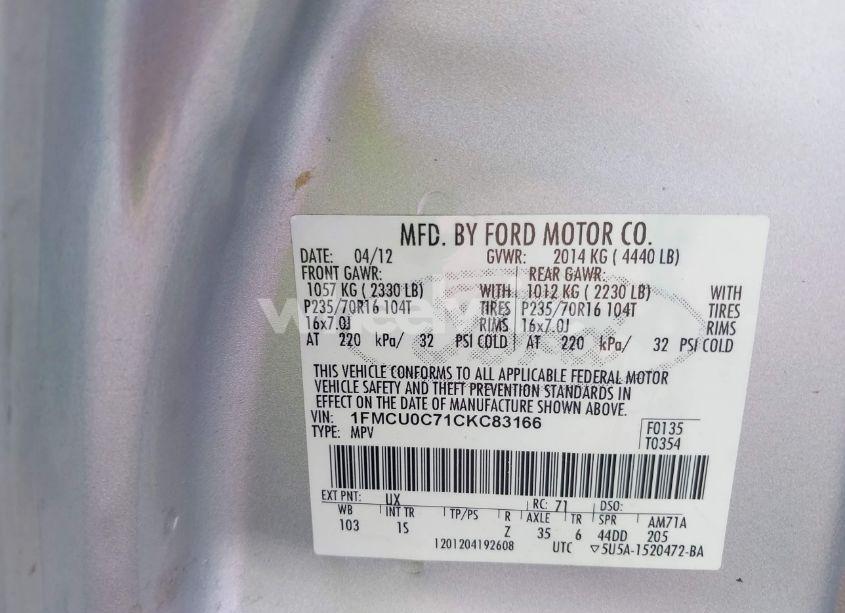 MFD. BY FORD MOTOR CO.
DATE: 04/12 GVWR: 2014 KG ( 4440 LB)
FRONT GAWR: REAR GAWR:
1057 KG ( 2330 LB) WITH 1012 KG ( 2230 LB) WITH
P235/70R16 104T TIRES P235/70R16 104T TIRES
16x7.0J RIMS 16x7.0J RIMS
AT 220 kPa/ 32 PSI COLD AT 220 kPa/ 32 PSI COLD
THIS VEHICLE CONFORMS TO ALL APPLICABLE FEDERAL MOTOR
VEHICLE SAFETY AND THEFT PREVENTION STANDARDS IN
EFFECT ON THE DATE OF MANUFACTURE SHOWN ABOVE.
VIN: 1FMCU0C71CKC83166
TYPE: MPV
F0135
T0354
EXT PNT: UX RC: 71 DSO:
WB INT TR TP/PS R AXLE TR SPR AM71A
103 1S Z 35 6 44DD 205
1201204192608 UTC ▽5U5A-1520472-BA